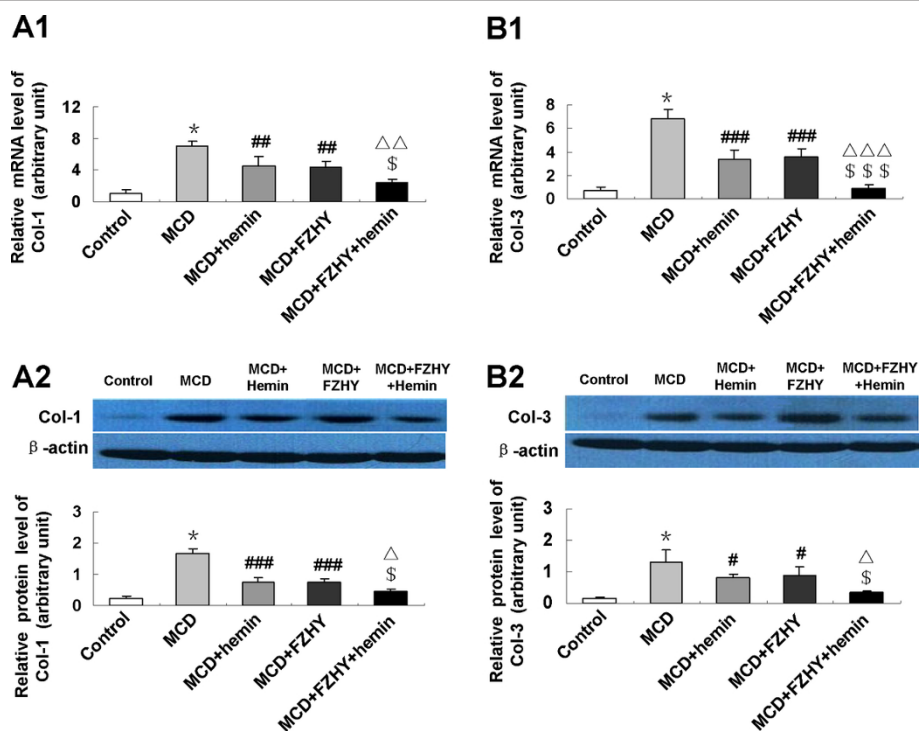 A1
Relative mRNA level of
Col-1 (arbitrary unit)
12
8
4
0
*
##
##
△△
$
Control
MCD
MCD+hemin
MCD+FZHY
MCD+FZHY+hemin
B1
Relative mRNA level of
Col-3 (arbitrary unit)
8
6
4
2
0
*
###
###
△△△
$ $ $
Control
MCD
MCD+hemin
MCD+FZHY
MCD+FZHY+hemin
A2
Control MCD MCD+ Hemin MCD+ FZHY MCD+FZHY +Hemin
Col-1
β-actin
Relative protein level of
Col-1 (arbitrary unit)
3
2
1
0
*
###
###
△
$
Control
MCD
MCD+hemin
MCD+FZHY
MCD+FZHY+hemin
B2
Control MCD MCD+ Hemin MCD+ +FZHY MCD+FZHY +Hemin
Col-3
β-actin
Relative protein level of
Col-3 (arbitrary unit)
3
2
1
0
*
#
#
△
$
Control
MCD
MCD+hemin
MCD+FZHY
MCD+FZHY+hemin